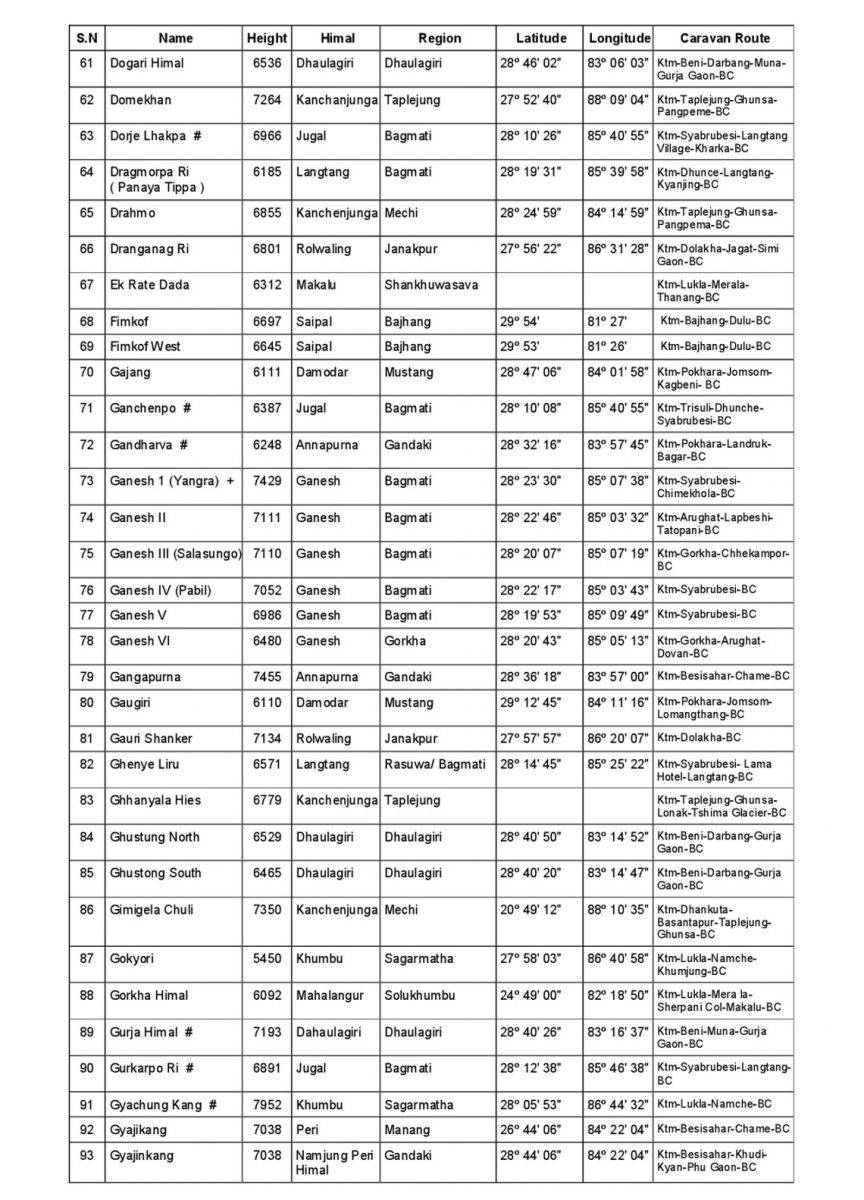 S.N Name Height Himal Region Latitude Longitude Caravan Route
61 Dogari Himal 6536 Dhaulagiri Dhaulagiri 28º 46' 02" 83º 06' 03" Ktm-Beni-Darbang-Muna-
Gurja Gaon-BC
62 Domekhan 7264 Kanchanjunga Taplejung 27º 52' 40" 88º 09' 04" Ktm-Taplejung-Ghunsa-
Pangpeme-BC
63 Dorje Lhakpa # 6966 Jugal Bagmati 28º 10' 26" 85º 40' 55" Ktm-Syabrubesi-Langtang
Village-Kharka-BC
64 Dragmorpa Ri 6185 Langtang Bagmati 28º 19' 31" 85º 39' 58" Ktm-Dhunce-Langtang-
( Panaya Tippa ) Kyanjing-BC
65 Drahmo 6855 Kanchenjunga Mechi 28º 24' 59" 84º 14' 59" Ktm-Taplejung-Ghunsa-
Pangpema-BC
66 Dranganag Ri 6801 Rolwaling Janakpur 27º 56' 22" 86º 31' 28" Ktm-Dolakha-Jagat-Simi
Gaon-BC
67 Ek Rate Dada 6312 Makalu Shankhuwasava Ktm-Lukla-Merala-
Thanang-BC
68 Fimkof 6697 Saipal Bajhang 29º 54' 81º 27' Ktm-Bajhang-Dulu-BC
69 Fimkof West 6645 Saipal Bajhang 29º 53' 81º 26' Ktm-Bajhang-Dulu-BC
70 Gajang 6111 Damodar Mustang 28º 47' 06" 84º 01' 58" Ktm-Pokhara-Jomsom-
Kagbeni- BC
71 Ganchenpo # 6387 Jugal Bagmati 28º 10' 08" 85º 40' 55" Ktm-Trisuli-Dhunche-
Syabrubesi-BC
72 Gandharva # 6248 Annapurna Gandaki 28º 32' 16" 83º 57' 45" Ktm-Pokhara-Landruk-
Bagar-BC
73 Ganesh 1 (Yangra) + 7429 Ganesh Bagmati 28º 23' 30" 85º 07' 38" Ktm-Syabrubesi-
Chimekhola-BC
74 Ganesh II 7111 Ganesh Bagmati 28º 22' 46" 85º 03' 32" Ktm-Arughat-Lapbeshi-
Tatopani-BC
75 Ganesh III (Salasungo) 7110 Ganesh Bagmati 28º 20' 07" 85º 07' 19" Ktm-Gorkha-Chhekampor-
BC
76 Ganesh IV (Pabil) 7052 Ganesh Bagmati 28º 22' 17" 85º 03' 43" Ktm-Syabrubesi-BC
77 Ganesh V 6986 Ganesh Bagmati 28º 19' 53" 85º 09' 49" Ktm-Syabrubesi-BC
78 Ganesh VI 6480 Ganesh Gorkha 28º 20' 43" 85º 05' 13" Ktm-Gorkha-Arughat-
Dovan-BC
79 Gangapurna 7455 Annapurna Gandaki 28º 36' 18" 83º 57' 00" Ktm-Besisahar-Chame-BC
80 Gaugiri 6110 Damodar Mustang 29º 12' 45" 84º 11' 16" Ktm-Pokhara-Jomsom-
Lomangthang-BC
81 Gauri Shanker 7134 Rolwaling Janakpur 27º 57' 57" 86º 20' 07" Ktm-Dolakha-BC
82 Ghenye Liru 6571 Langtang Rasuwa/ Bagmati 28º 14' 45" 85º 25' 22" Ktm-Syabrubesi- Lama
Hotel-Langtang-BC
83 Ghhanyala Hies 6779 Kanchenjunga Taplejung Ktm-Taplejung-Ghunsa-
Lonak-Tshima Glacier-BC
84 Ghustung North 6529 Dhaulagiri Dhaulagiri 28º 40' 50" 83º 14' 52" Ktm-Beni-Darbang-Gurja
Gaon-BC
85 Ghustong South 6465 Dhaulagiri Dhaulagiri 28º 40' 20" 83º 14' 47" Ktm-Beni-Darbang-Gurja
Gaon-BC
86 Gimigela Chuli 7350 Kanchenjunga Mechi 20º 49' 12" 88º 10' 35" Ktm-Dhankuta-
Basantapur-Taplejung-
Ghunsa-BC
87 Gokyori 5450 Khumbu Sagarmatha 27º 58' 03" 86º 40' 58" Ktm-Lukla-Namche-
Khumjung-BC
88 Gorkha Himal 6092 Mahalangur Solukhumbu 24º 49' 00" 82º 18' 50" Ktm-Lukla-Mera la-
Sherpani Col-Makalu-BC
89 Gurja Himal # 7193 Dahaulagiri Dhaulagiri 28º 40' 26" 83º 16' 37" Ktm-Beni-Muna-Gurja
Gaon-BC
90 Gurkarpo Ri # 6891 Jugal Bagmati 28º 12' 38" 85º 46' 38" Ktm-Syabrubesi-Langtang-
BC
91 Gyachung Kang # 7952 Khumbu Sagarmatha 28º 05' 53" 86º 44' 32" Ktm-Lukla-Namche-BC
92 Gyajikang 7038 Peri Manang 26º 44' 06" 84º 22' 04" Ktm-Besisahar-Chame-BC
93 Gyajinkang 7038 Namjung Peri Gandaki 28º 44' 06" 84º 22' 04" Ktm-Besisahar-Khudi-
Himal Kyan-Phu Gaon-BC